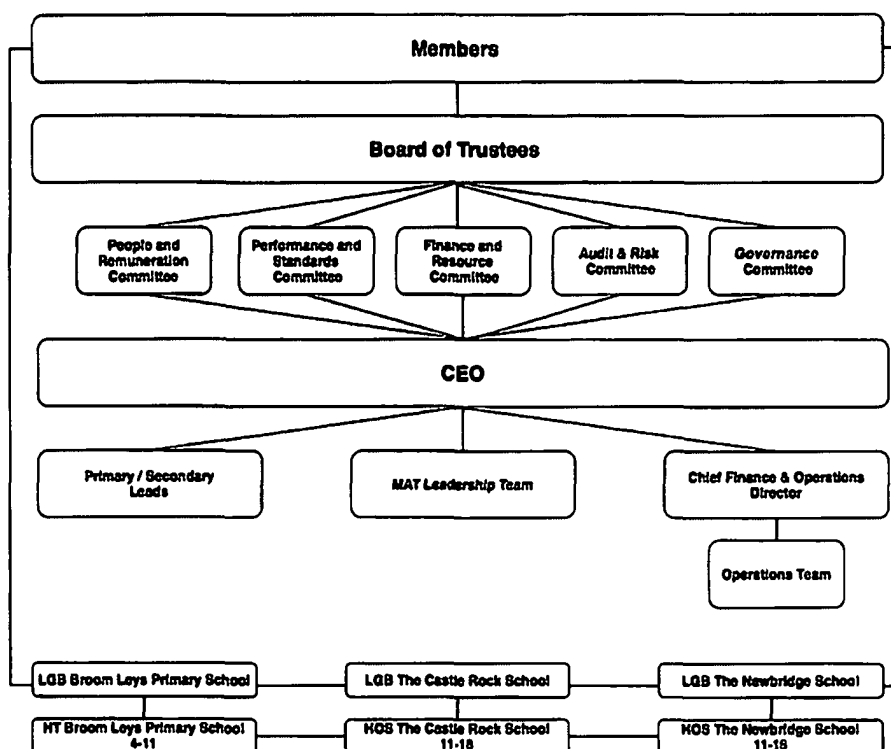 Members
Board of Trustees
People and
Remuneration
Committee
Performance and
Standards
Committee
Finance and
Resource
Committee
Audit & Risk
Committee
Governance
Committee
CEO
Primary / Secondary
Leads
MAT Leadership Team
Chief Finance & Operations
Director
Operations Team
LGB Broom Leys Primary School
LGB The Castle Rock School
LGB The Newbridge School
HT Broom Leys Primary School
4-11
HOS The Castle Rock School
11-18
HOS The Newbridge School
11-16